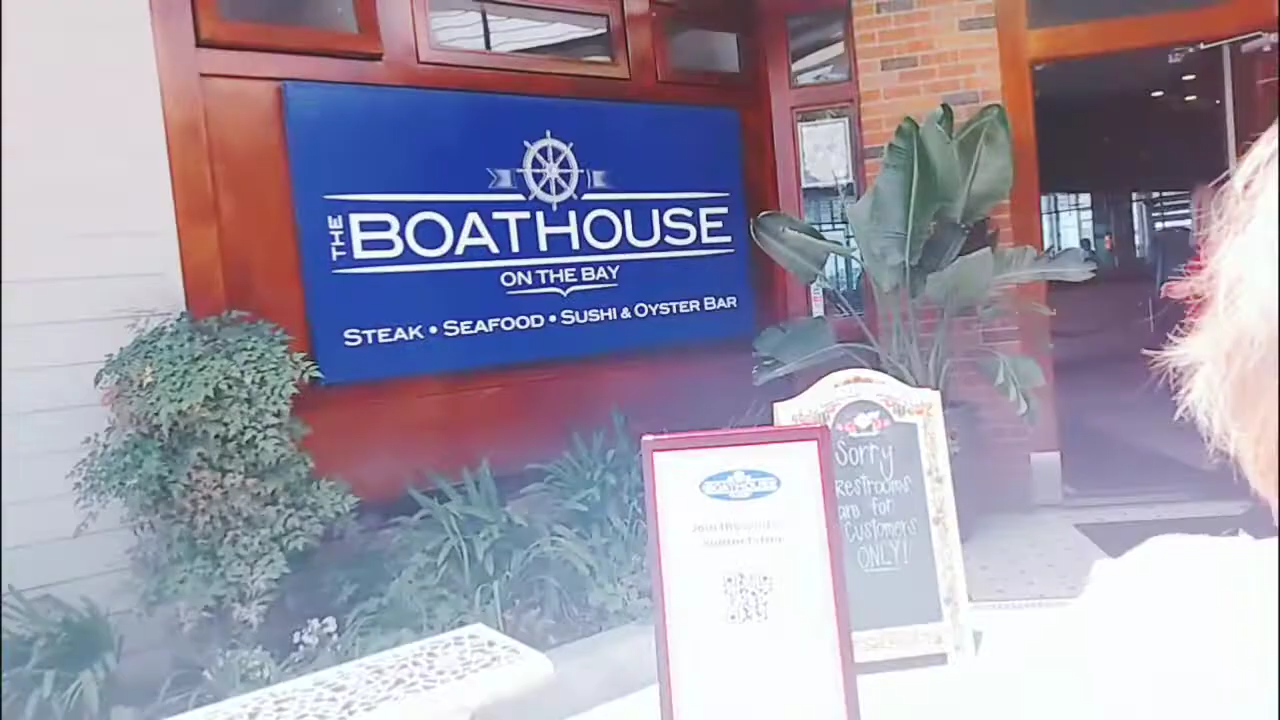 THE
BOATHOUSE
ON THE BAY
STEAK • SEAFOOD • SUSHI & OYSTER BAR
BOATHOUSE
Sorry
Restrooms
are for
Customers
ONLY!